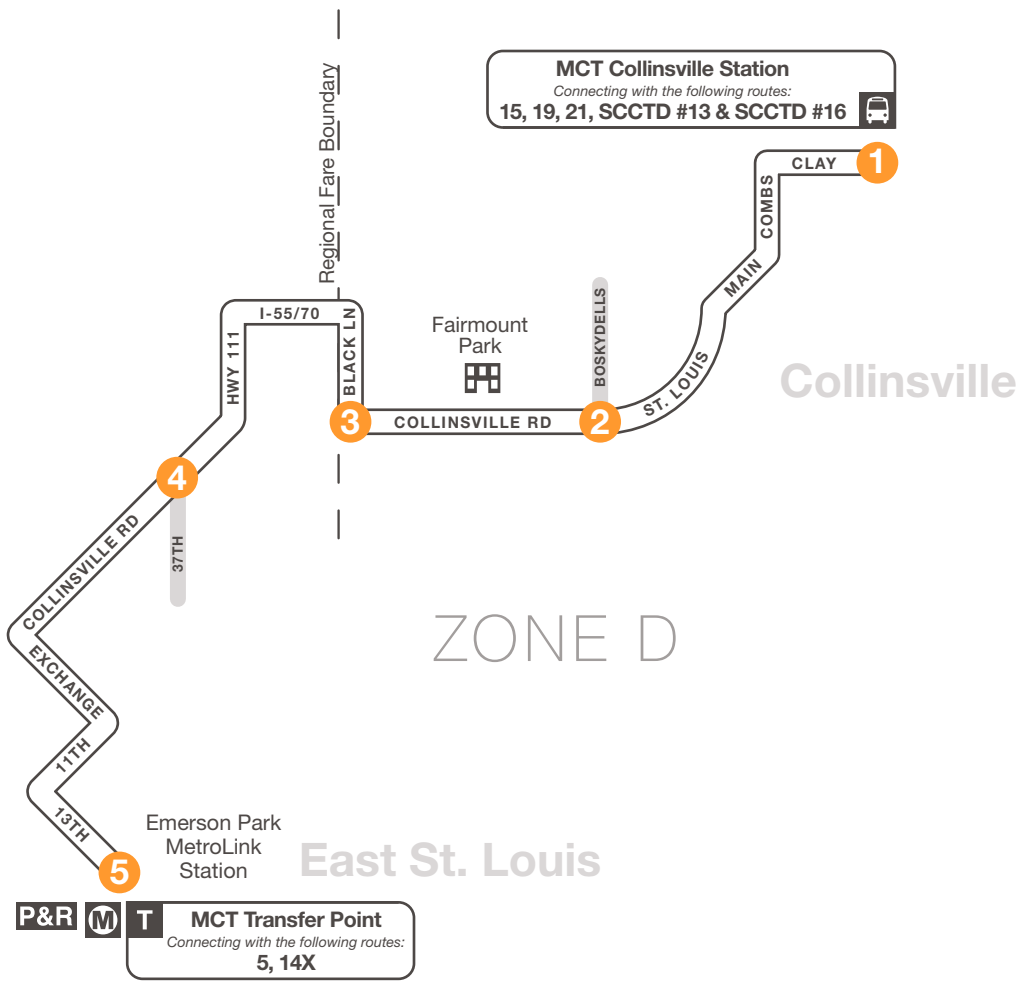 MCT Collinsville Station
Connecting with the following routes:
15, 19, 21, SCCTD #13 & SCCTD #16
Regional Fare Boundary
CLAY
1
COMBS
MAIN
ST. LOUIS
BOSKYDELLS
Fairmount
Park
Collinsville
I-55/70
BLACK LN
HWY 111
3
COLLINSVILLE RD
2
4
37TH
COLLINSVILLE RD
ZONE D
EXCHANGE
11TH
13TH
5
Emerson Park
MetroLink
Station
East St. Louis
P&R
M
T
MCT Transfer Point
Connecting with the following routes:
5, 14X